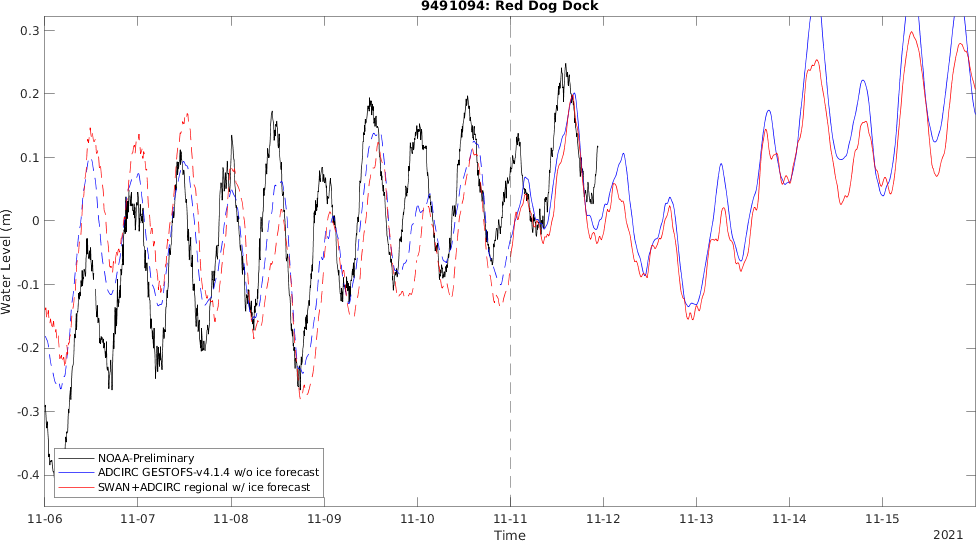 9491094: Red Dog Dock
0.3
0.2
0.1
0
-0.1
-0.2
-0.3
-0.4
Water Level (m)
NOAA-Preliminary
ADCIRC GESTOFS-v4.1.4 w/o ice forecast
SWAN+ADCIRC regional w/ ice forecast
11-06 11-07 11-08 11-09 11-10 11-11 11-12 11-13 11-14 11-15
Time
2021